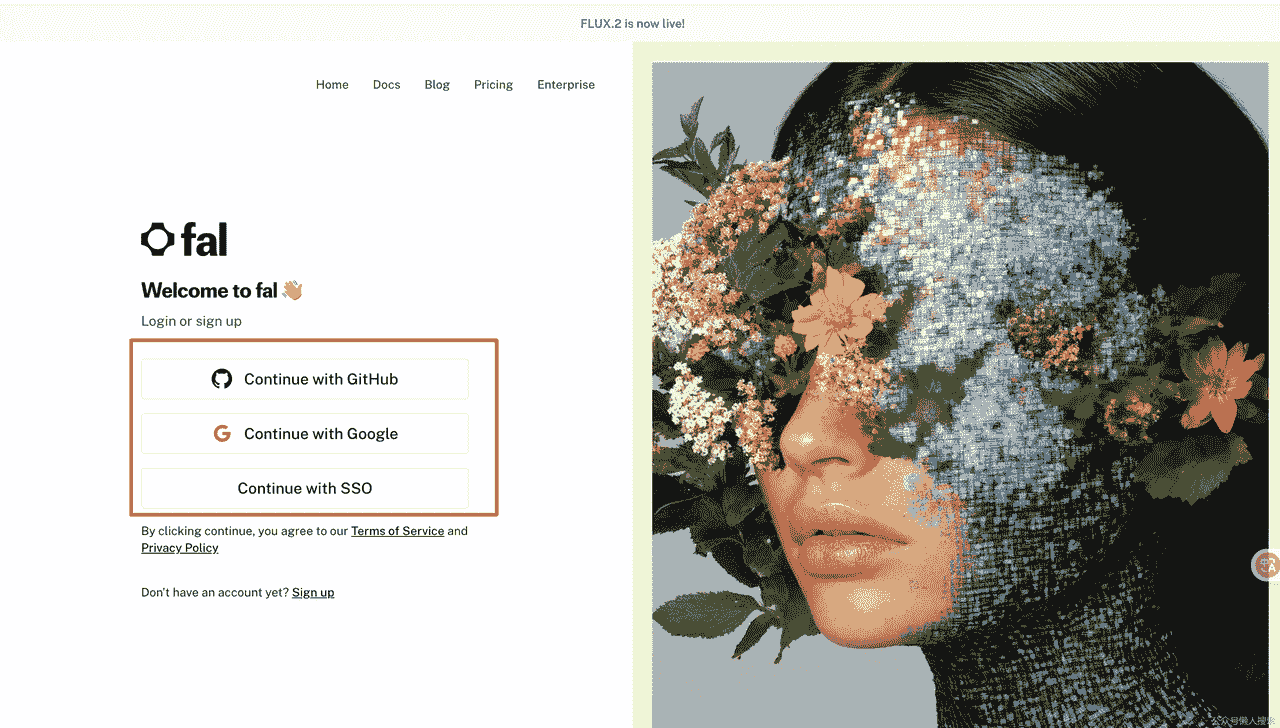 FLUX.2 is now live!
Home Docs Blog Pricing Enterprise
fal
Welcome to fal 👋
Login or sign up
Continue with GitHub
Continue with Google
Continue with SSO
By clicking continue, you agree to our Terms of Service and
Privacy Policy
Don't have an account yet? Sign up